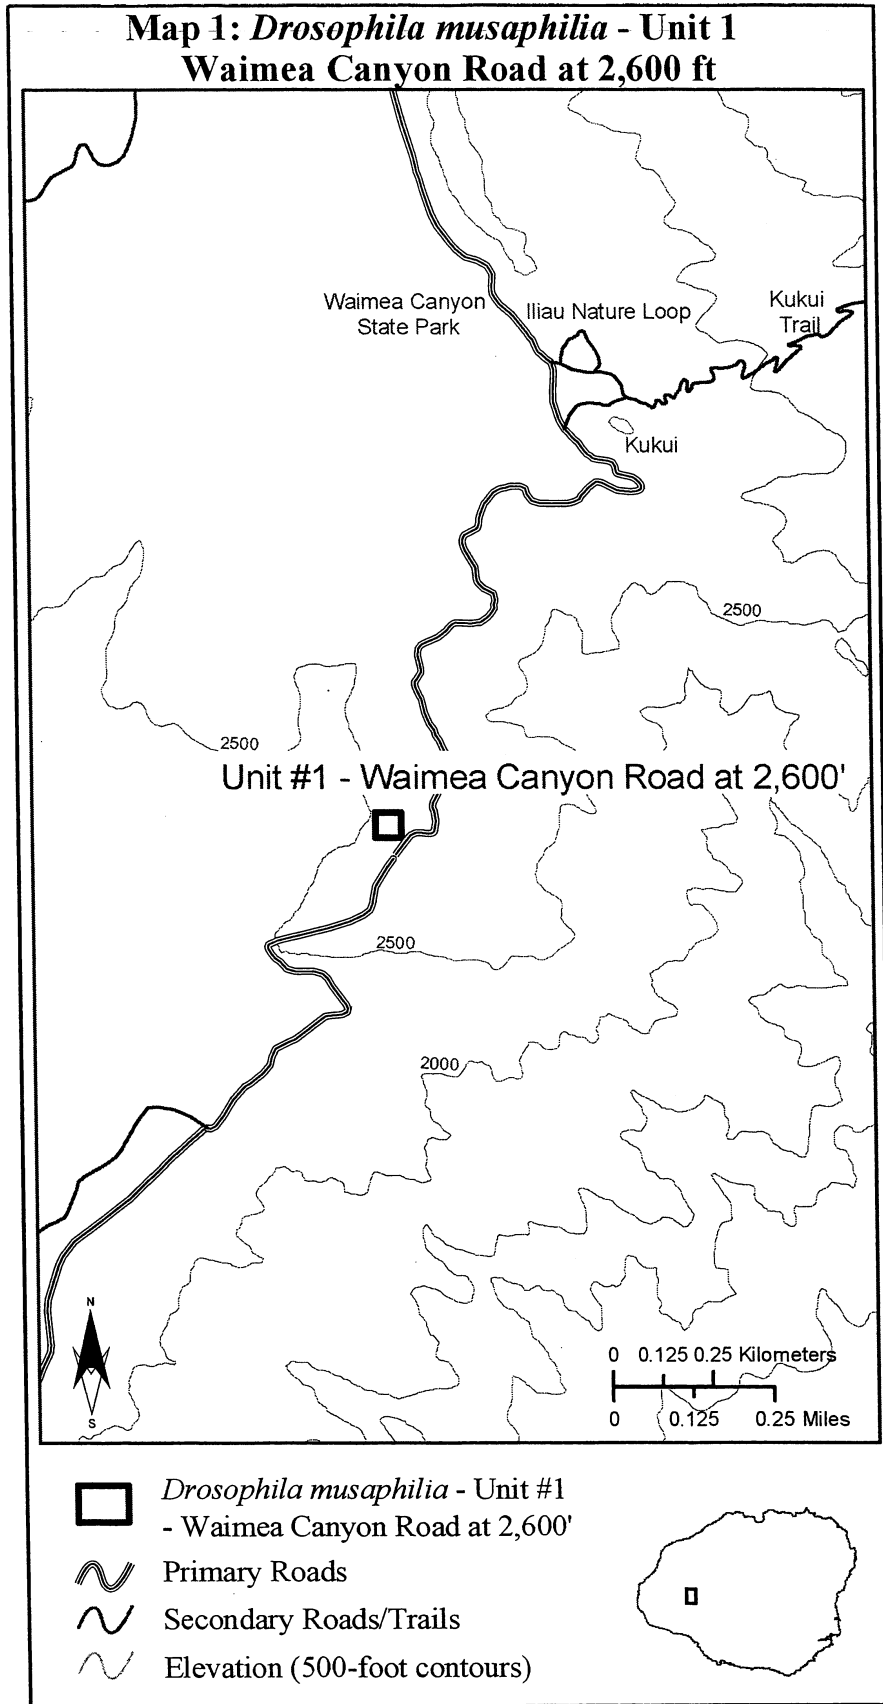 Map 1: Drosophila musaphilia - Unit 1
Waimea Canyon Road at 2,600 ft
Waimea Canyon
State Park
Iliau Nature Loop
Kukui
Trail
Kukui
2500
2500
Unit #1 - Waimea Canyon Road at 2,600'
2500
2000
N
S
0 0.125 0.25 Kilometers
0 0.125 0.25 Miles
Drosophila musaphilia - Unit #1
- Waimea Canyon Road at 2,600'
Primary Roads
Secondary Roads/Trails
Elevation (500-foot contours)